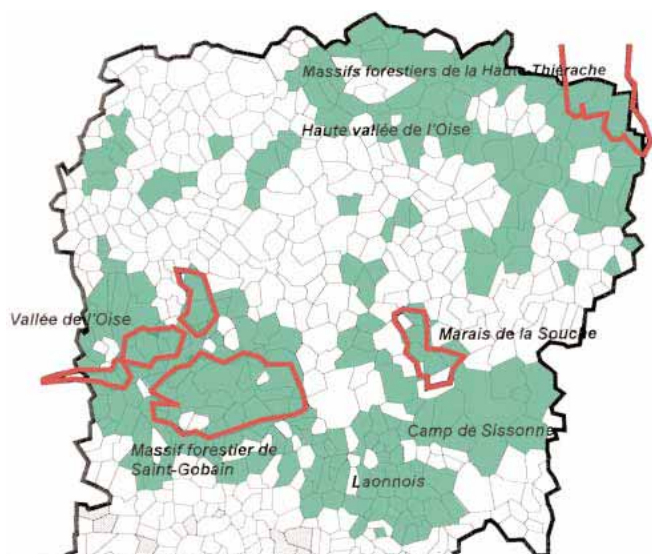 Massifs forestiers de la Haute-Thiérache
Haute vallée de l'Oise
Vallée de l'Oise
Marais de la Souche
Camp de Sissonne
Massif forestier de
Saint-Gobain
Laonnois